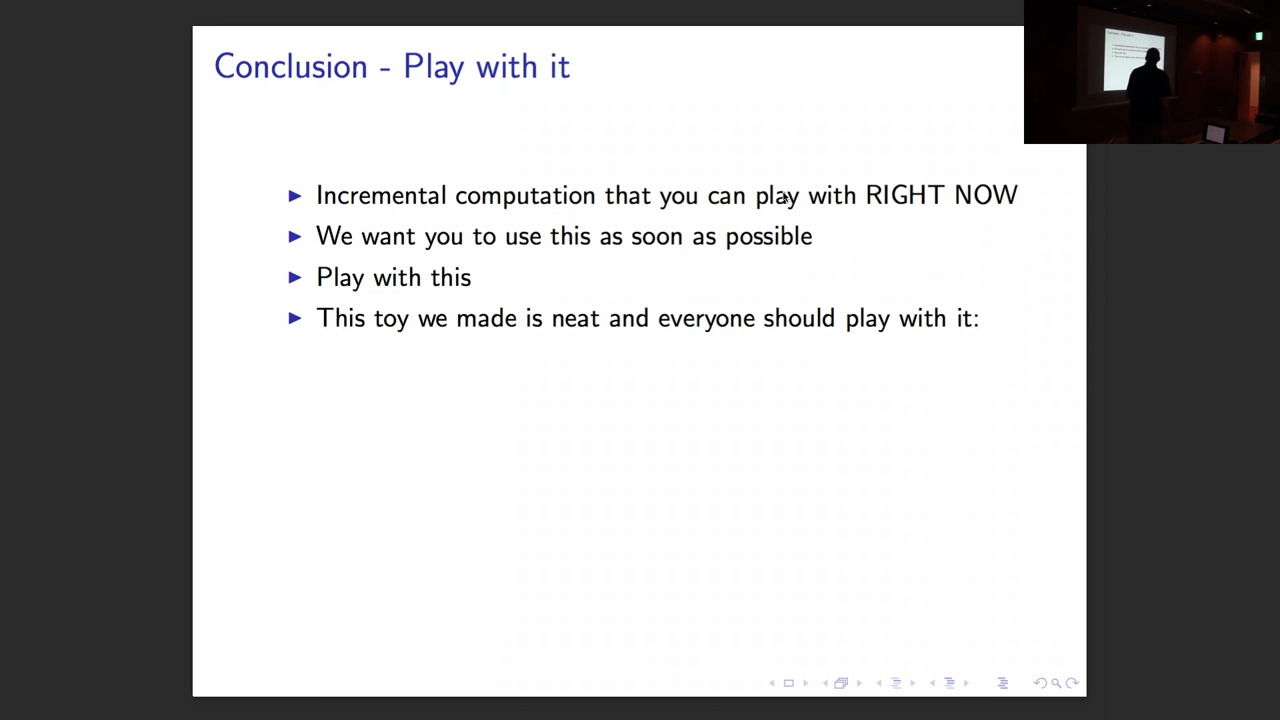 Conclusion - Play with it
Incremental computation that you can play with RIGHT NOW
We want you to use this as soon as possible
Play with this
This toy we made is neat and everyone should play with it: